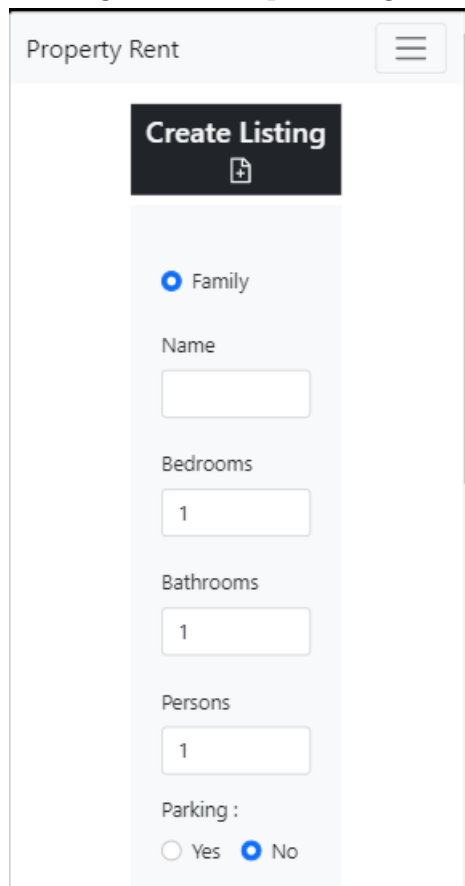 Property Rent
Create Listing
Family
Name
Bedrooms
1
Bathrooms
1
Persons
1
Parking :
Yes No